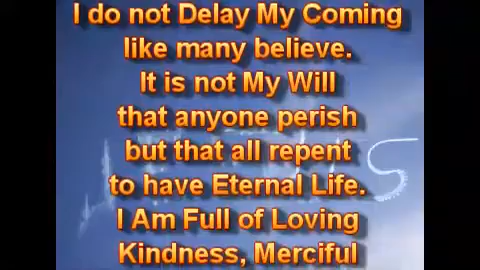 I do not Delay My Coming
like many believe.
It is not My Will
that anyone perish
but that all repent
to have Eternal Life.
I Am Full of Loving
Kindness, Merciful